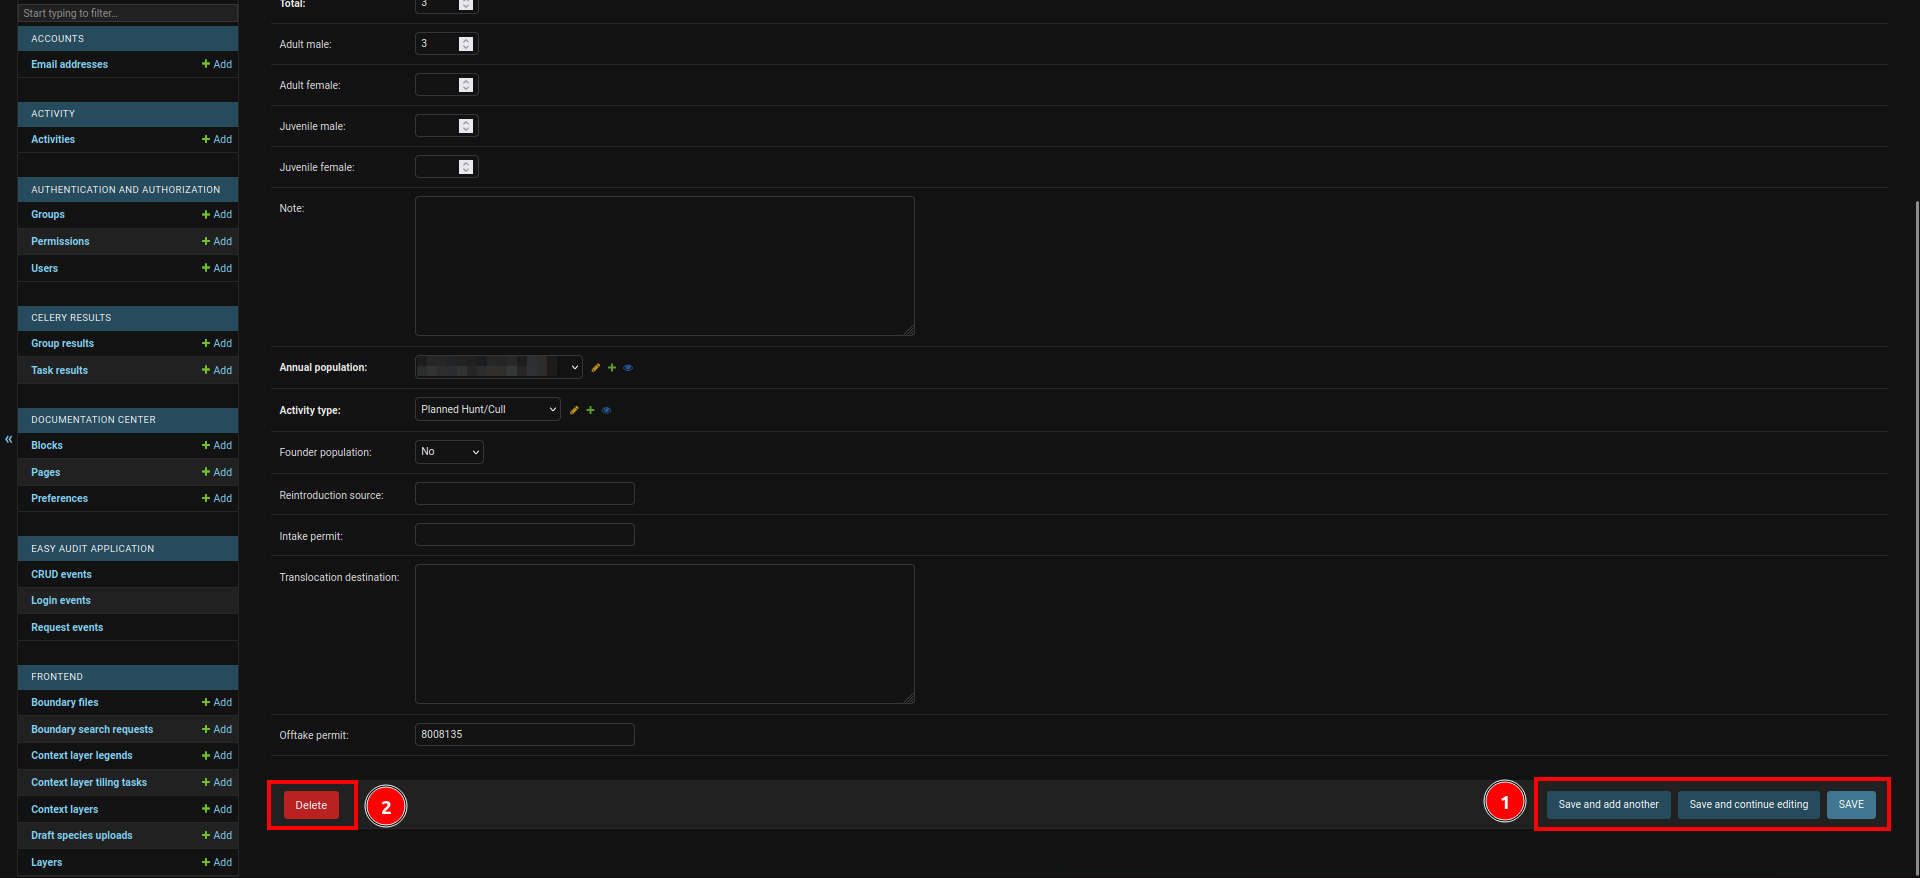 Start typing to filter...
ACCOUNTS
Email addresses
Add
ACTIVITY
Activities
Add
AUTHENTICATION AND AUTHORIZATION
Groups
Add
Permissions
Add
Users
Add
CELERY RESULTS
Group results
Add
Task results
Add
DOCUMENTATION CENTER
Blocks
Add
Pages
Add
Preferences
Add
EASY AUDIT APPLICATION
CRUD events
Login events
Request events
FRONTEND
Boundary files
Add
Boundary search requests
Add
Context layer legends
Add
Context layer tiling tasks
Add
Context layers
Add
Draft species uploads
Add
Layers
Add
«
Total:
3
Adult male:
3
Adult female:
Juvenile male:
Juvenile female:
Note:
Annual population:
Activity type:
Planned Hunt/Cull
Founder population:
No
Reintroduction source:
Intake permit:
Translocation destination:
Offtake permit:
8008135
Delete
2
1
Save and add another
Save and continue editing
SAVE